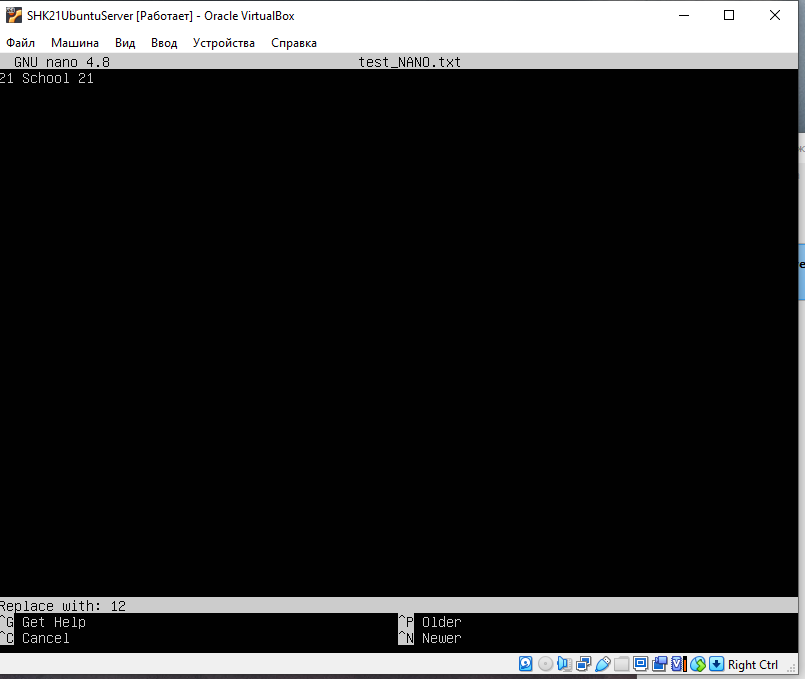 SHK21UbuntuServer [Работает] - Oracle VirtualBox
Файл Машина Вид Ввод Устройства Справка
GNU nano 4.8 test_NANO.txt
21 School 21
Replace with: 12
^G Get Help ^P Older
^C Cancel ^N Newer
Right Ctrl